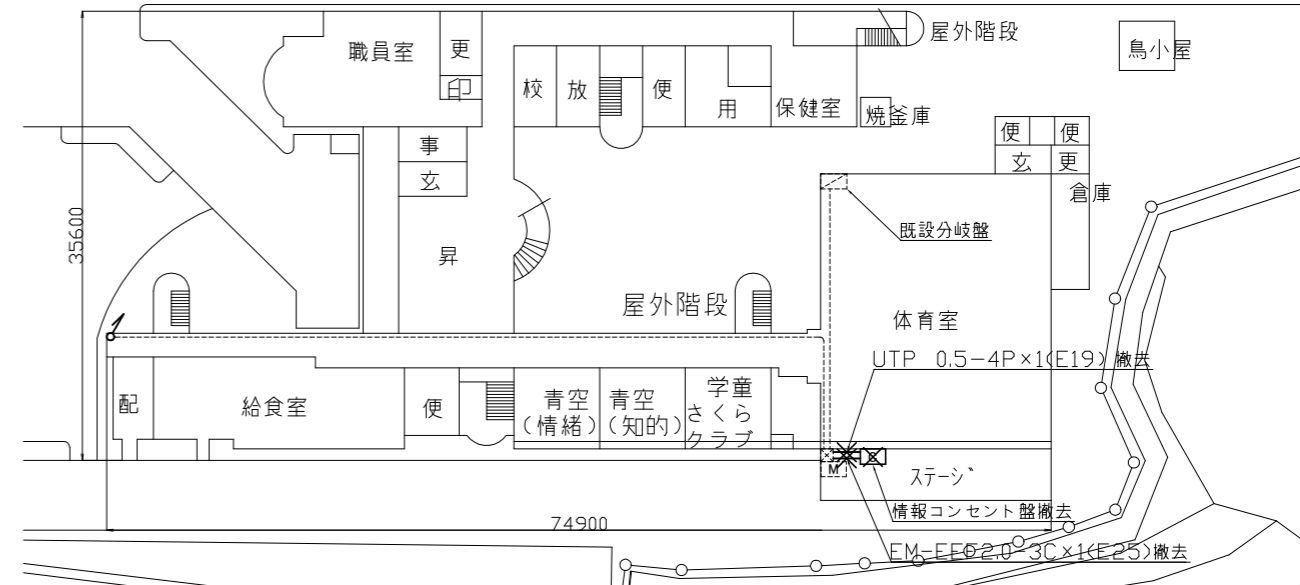 屋外階段
鳥小屋
職員室
更
印
校
放
便
用
保健室
焼釜庫
便
便
玄
更
倉庫
事
玄
昇
既設分岐盤
35600
屋外階段
体育室
UTP 0.5-4P×1(E19) 撤去
配
給食室
便
青空
(情緒)
青空
(知的)
学童
さくら
クラブ
M
ステージ
情報コンセント盤撤去
74900
EM-EEF2.0-3C×1(E25)撤去